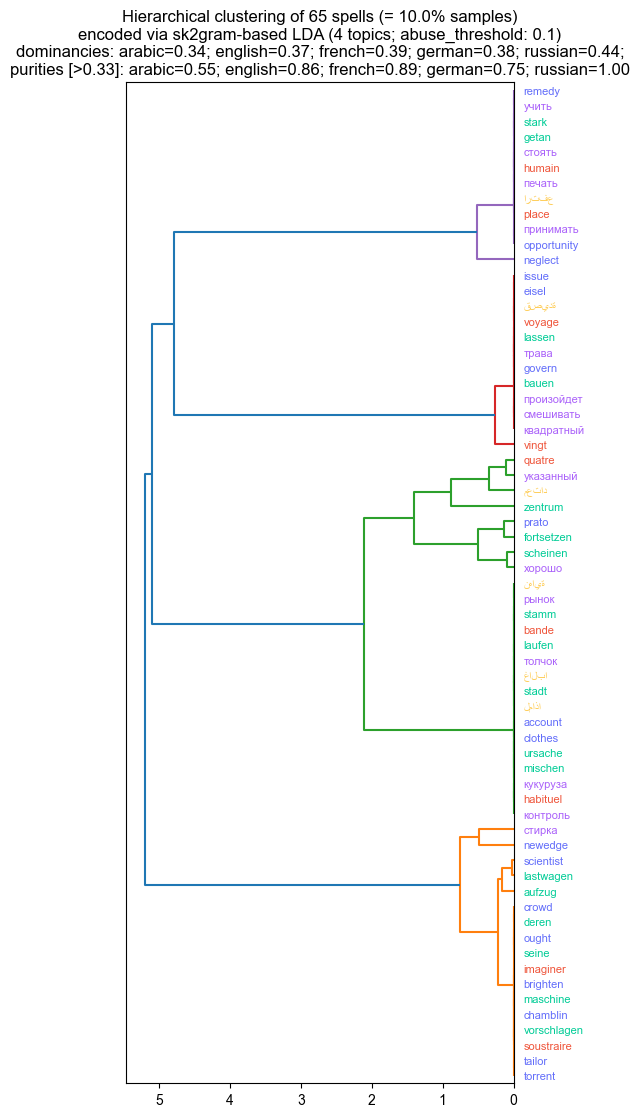 Hierarchical clustering of 65 spells (= 10.0% samples)
encoded via sk2gram-based LDA (4 topics; abuse_threshold: 0.1)
dominancies: arabic=0.34; english=0.37; french=0.39; german=0.38; russian=0.44;
purities [>0.33]: arabic=0.55; english=0.86; french=0.89; german=0.75; russian=1.00
remedy
учить
stark
getan
стоять
humain
печать
ارتفع
place
принимать
opportunity
neglect
issue
eisel
قصيدة
voyage
lassen
трава
govern
bauen
произойдет
смешивать
квадратный
vingt
quatre
указанный
zentrum
prato
fortsetzen
scheinen
хорошо
نهاية
рынок
stamm
bande
laufen
толчок
غالبا
stadt
لماذا
account
clothes
ursache
mischen
кукуруза
habituel
контроль
стирка
newedge
scientist
lastwagen
aufzug
crowd
deren
ought
seine
imaginer
brighten
maschine
chamblin
vorschlagen
soustraire
tailor
torrent
5 4 3 2 1 0